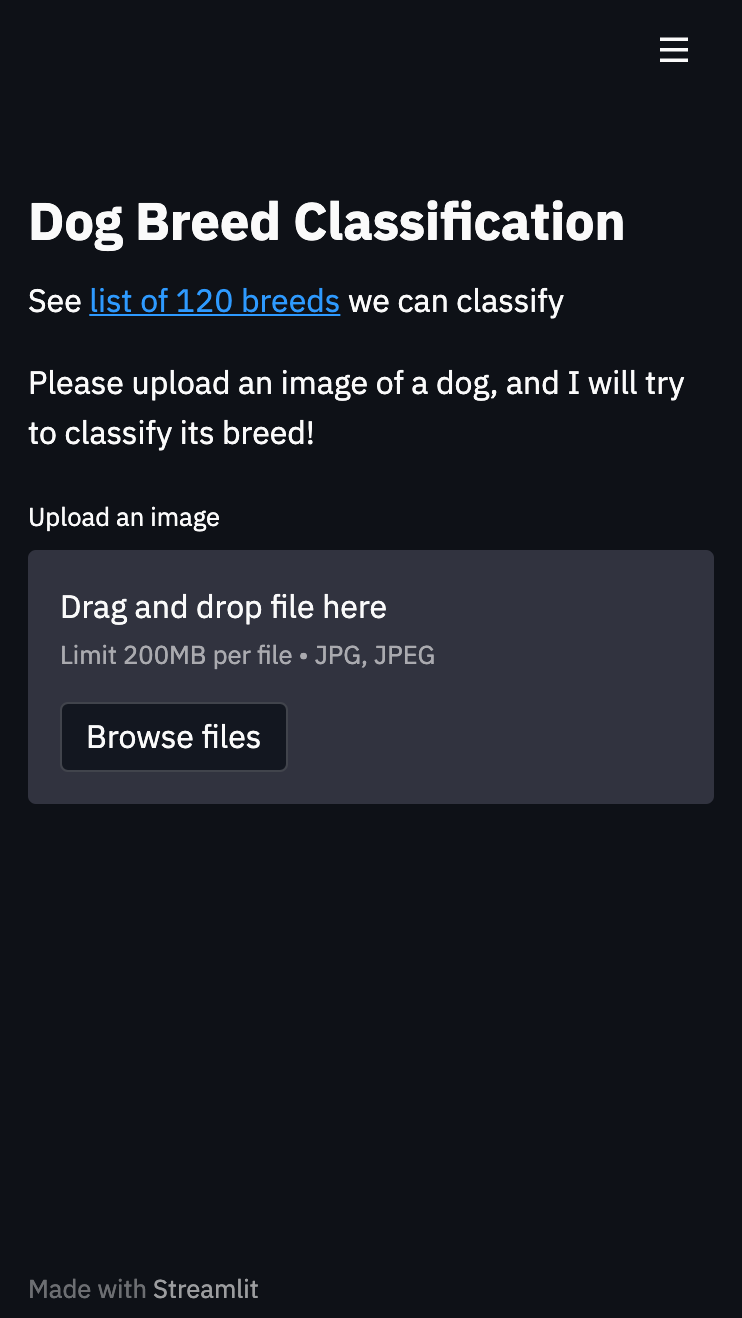 Dog Breed Classification
See list of 120 breeds we can classify
Please upload an image of a dog, and I will try
to classify its breed!
Upload an image
Drag and drop file here
Limit 200MB per file • JPG, JPEG
Browse files
Made with Streamlit